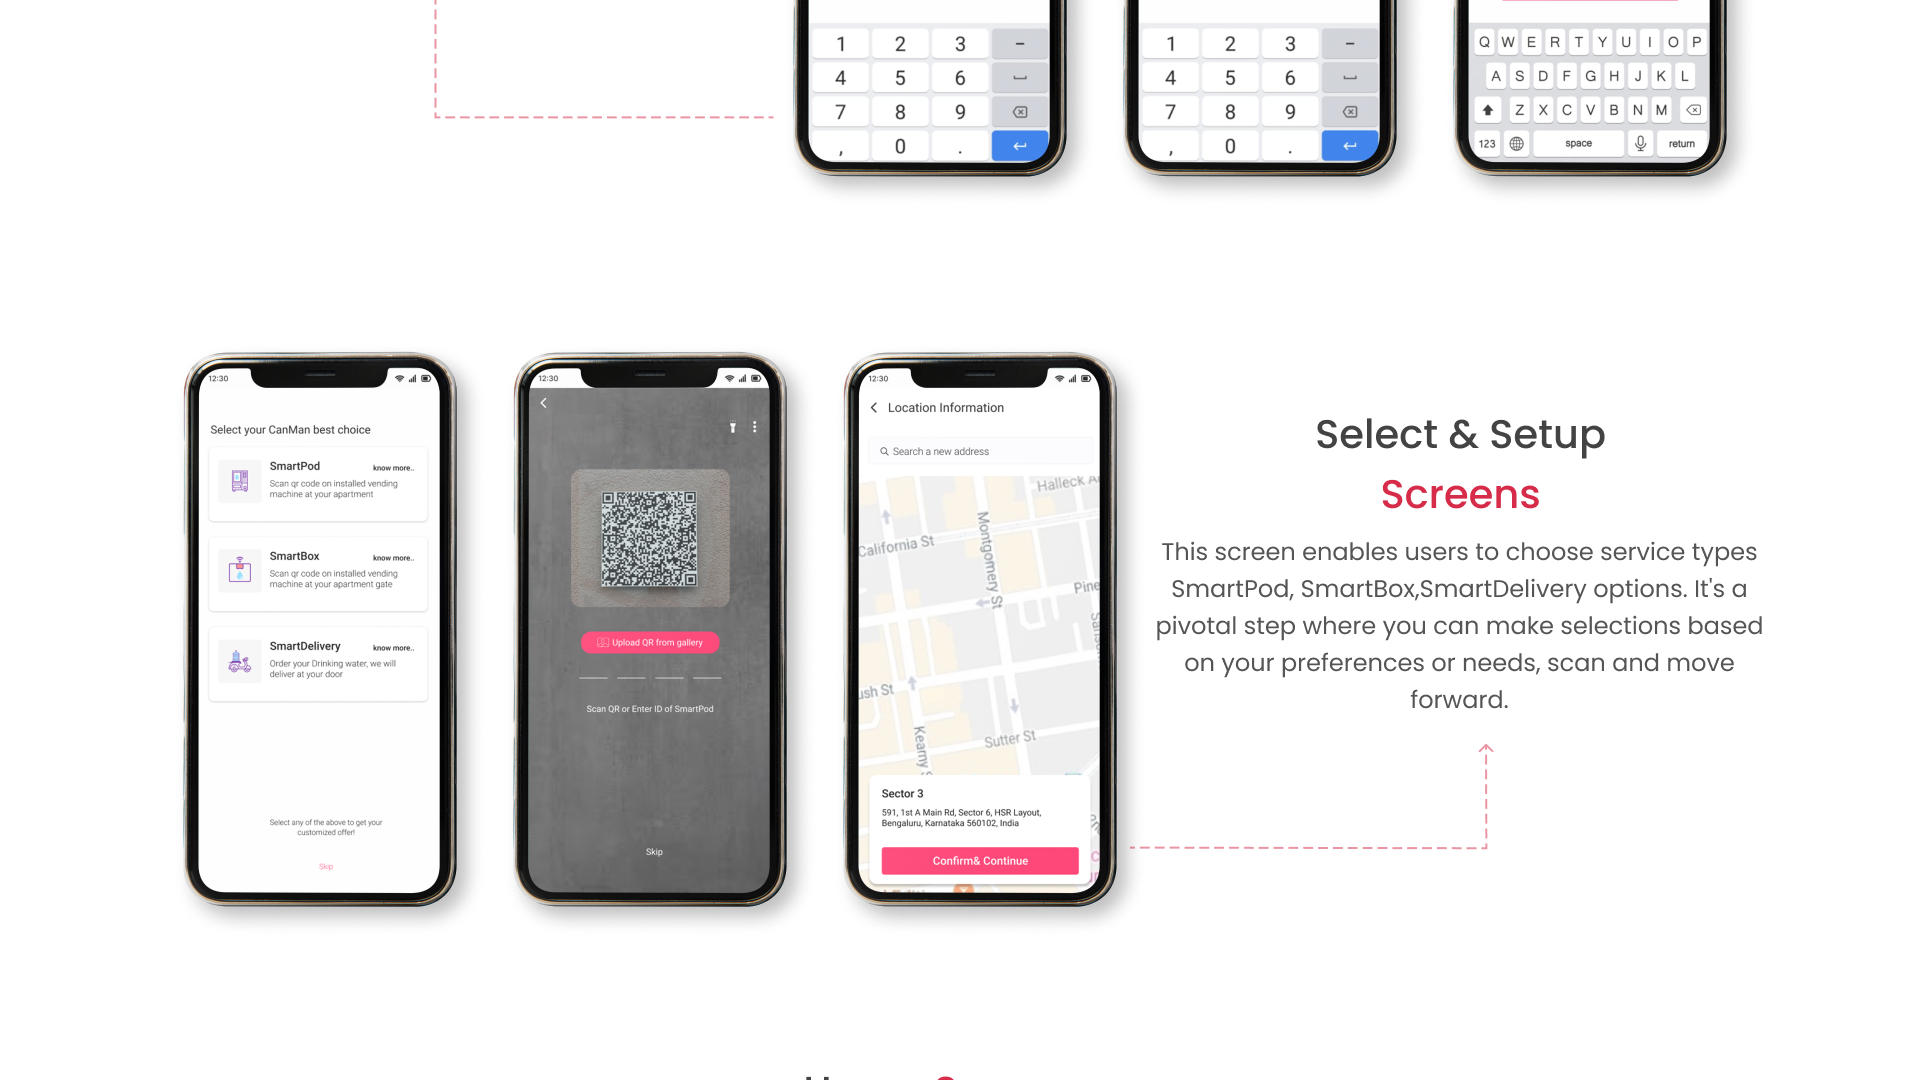 1 2 3 –
4 5 6
7 8 9
, 0 .
1 2 3 –
4 5 6
7 8 9
, 0 .
Q W E R T Y U I O P
A S D F G H J K L
Z X C V B N M
123 space return
12:30
Select your CanMan best choice
SmartPod know more..
Scan qr code on installed vending
machine at your apartment
SmartBox know more..
Scan qr code on installed vending
machine at your apartment gate
SmartDelivery know more..
Order your Drinking water, we will
deliver at your door
Select any of the above to get your
customized offer!
Skip
12:30
Upload QR from gallery
Scan QR or Enter ID of SmartPod
Skip
12:30
Location Information
Search a new address
Halleck
California St
Montgomery St
Pine
Sutter St
Kearny
Sector 3
591, 1st A Main Rd, Sector 6, HSR Layout,
Bengaluru, Karnataka 560102, India
Confirm& Continue
Select & Setup
Screens
This screen enables users to choose service types
SmartPod, SmartBox,SmartDelivery options. It's a
pivotal step where you can make selections based
on your preferences or needs, scan and move
forward.